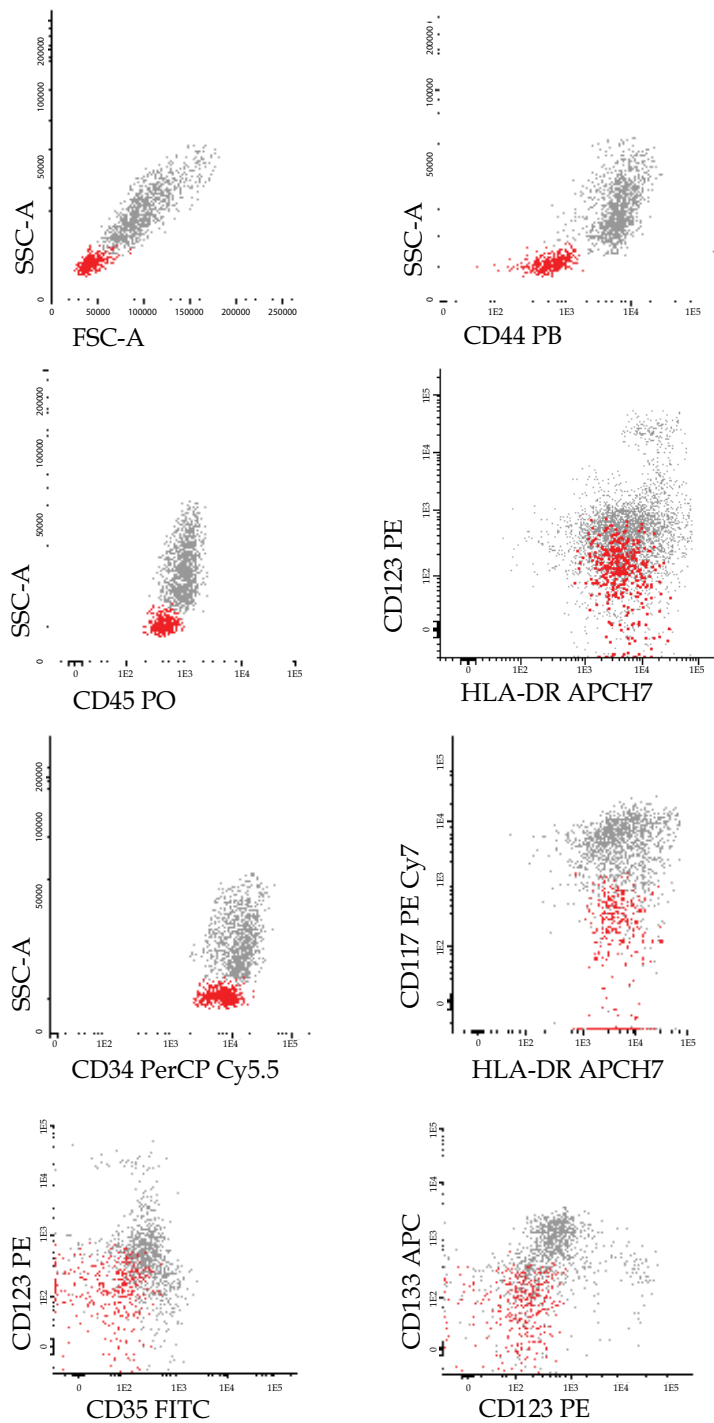 200000
100000
50000
0
SSC-A
0 50000 100000 150000 200000 250000
FSC-A
200000
100000
50000
0
SSC-A
0 1E2 1E3 1E4 1E5
CD44 PB
200000
100000
50000
0
SSC-A
0 1E2 1E3 1E4 1E5
CD45 PO
1E5
1E4
1E3
1E2
0
CD123 PE
0 1E2 1E3 1E4 1E5
HLA-DR APCH7
200000
100000
50000
0
SSC-A
0 1E2 1E3 1E4 1E5
CD34 PerCP Cy5.5
1E5
1E4
1E3
1E2
0
CD117 PE Cy7
0 1E2 1E3 1E4 1E5
HLA-DR APCH7
1E5
1E4
1E3
1E2
0
CD123 PE
0 1E2 1E3 1E4 1E5
CD35 FITC
1E5
1E4
1E3
1E2
0
CD133 APC
0 1E2 1E3 1E4 1E5
CD123 PE